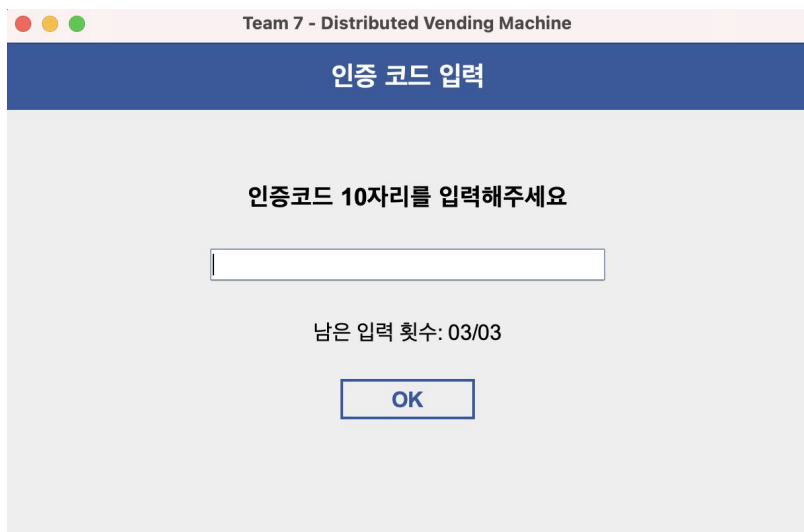 Team 7 - Distributed Vending Machine
인증 코드 입력
인증코드 10자리를 입력해주세요
남은 입력 횟수: 03/03
OK